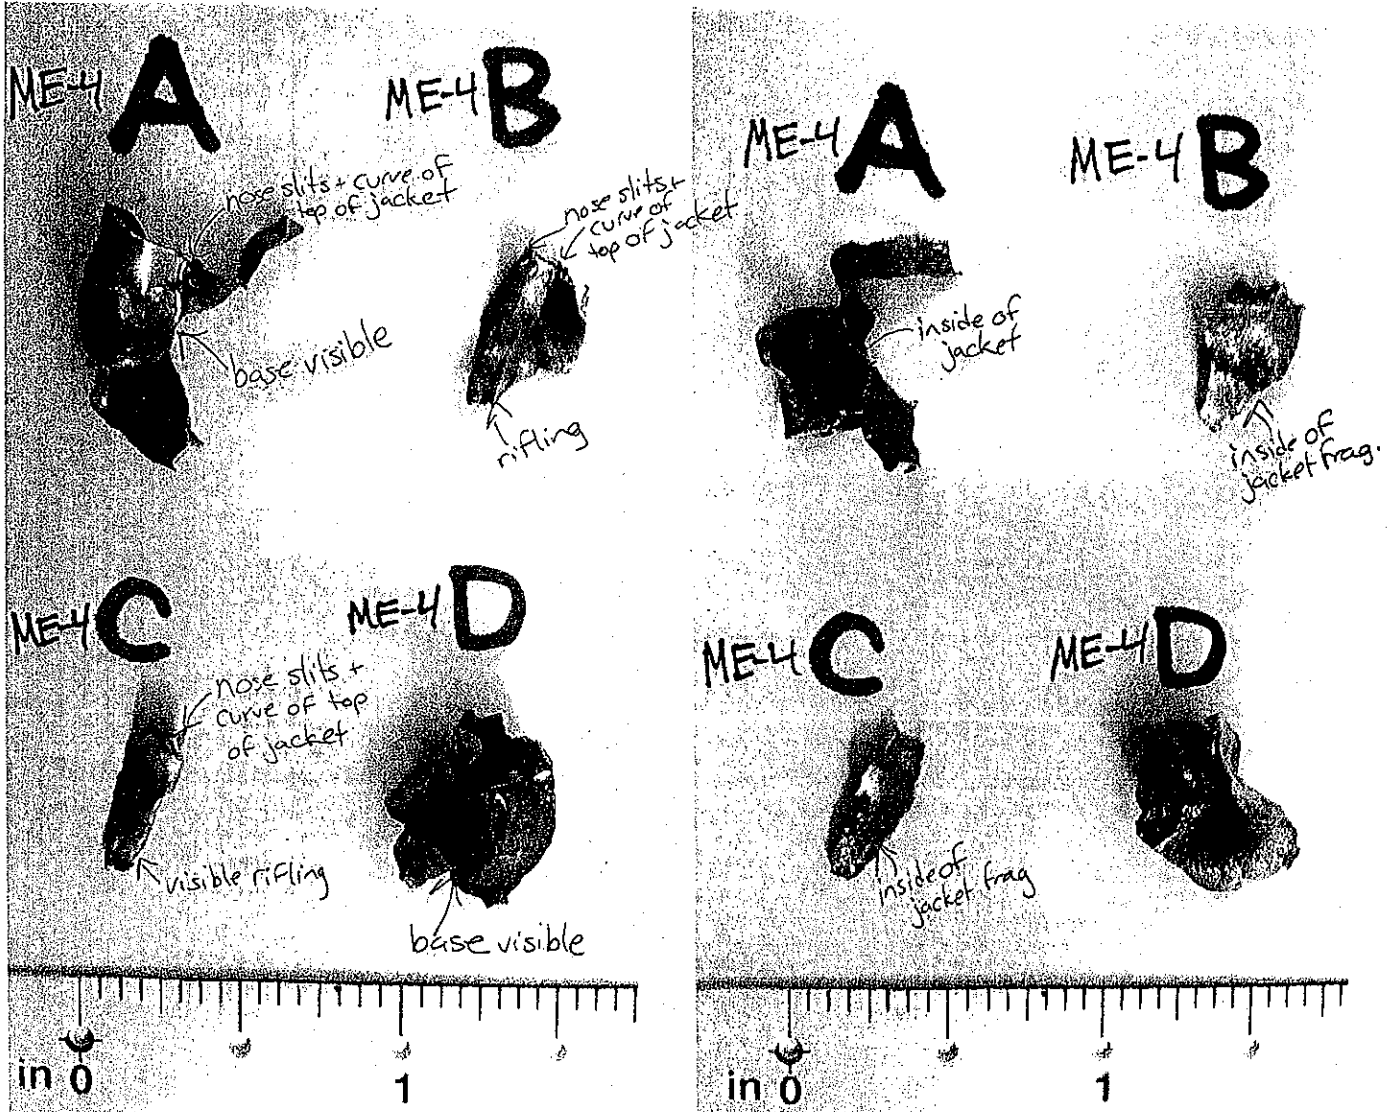 ME-4 A
ME-4 B
nose slits + curve of
top of jacket
nose slits +
curve of
top of jacket
base visible
rifling
ME-4 C
ME-4 D
nose slits +
curve of top
of jacket
visible rifling
base visible
in 0
1
ME-4 A
ME-4 B
inside of
jacket
inside of
jacket frag.
ME-4 C
ME-4 D
inside of
jacket frag
in 0
1